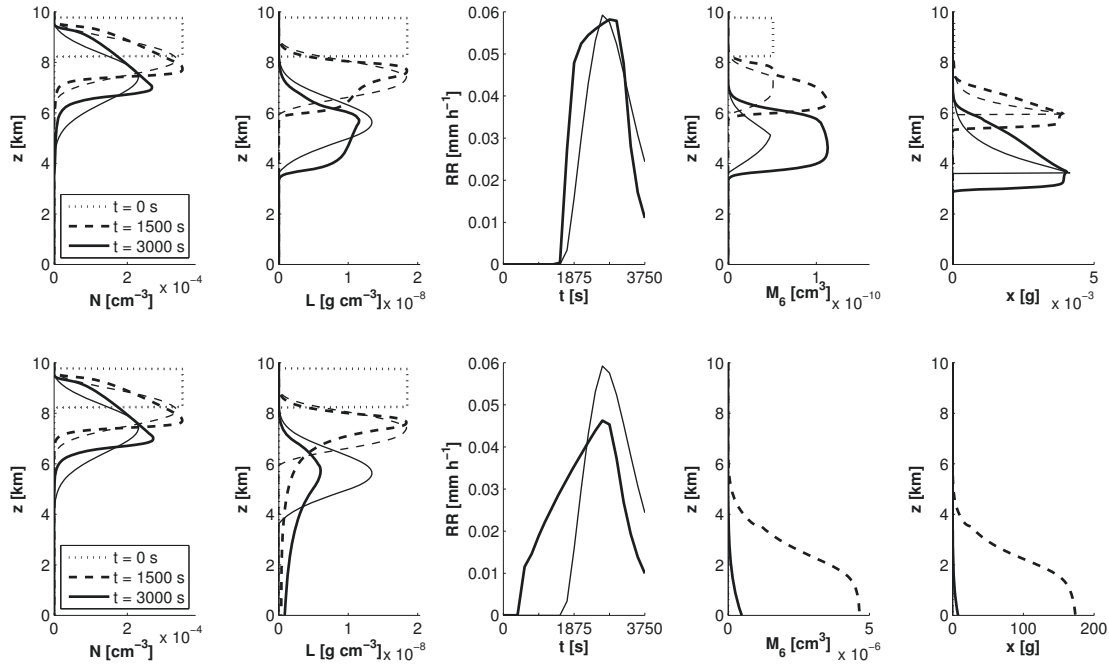 10
8
6
4
2
0
z [km]
t = 0 s
t = 1500 s
t = 3000 s
0 2 4
x 10⁻⁴
N [cm⁻³]
10
8
6
4
2
0
z [km]
0 1 2
x 10⁻⁸
L [g cm⁻³]
0.06
0.05
0.04
0.03
0.02
0.01
0
RR [mm h⁻¹]
0 1875 3750
t [s]
10
8
6
4
2
0
z [km]
0 1
x 10⁻¹⁰
M₆ [cm³]
10
8
6
4
2
0
z [km]
0 5
x 10⁻³
x [g]
10
8
6
4
2
0
z [km]
t = 0 s
t = 1500 s
t = 3000 s
0 2 4
x 10⁻⁴
N [cm⁻³]
10
8
6
4
2
0
z [km]
0 1 2
x 10⁻⁸
L [g cm⁻³]
0.06
0.05
0.04
0.03
0.02
0.01
0
RR [mm h⁻¹]
0 1875 3750
t [s]
10
8
6
4
2
0
z [km]
0 5
x 10⁻⁶
M₆ [cm³]
10
8
6
4
2
0
z [km]
0 100 200
x [g]